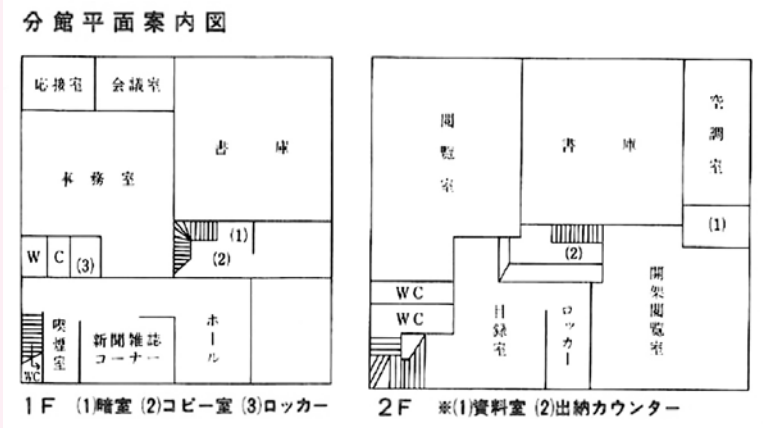 分館平面案内図
応接室
会議室
書庫
事務室
(1)
(2)
W C
(3)
喫煙室
新聞雑誌
コーナー
ホール
WC
1F (1)暗室 (2)コピー室 (3)ロッカー
閲覧室
書庫
空調室
(1)
(2)
WC
WC
目録室
ロッカー
開架閲覧室
2F ※(1)資料室 (2)出納カウンター